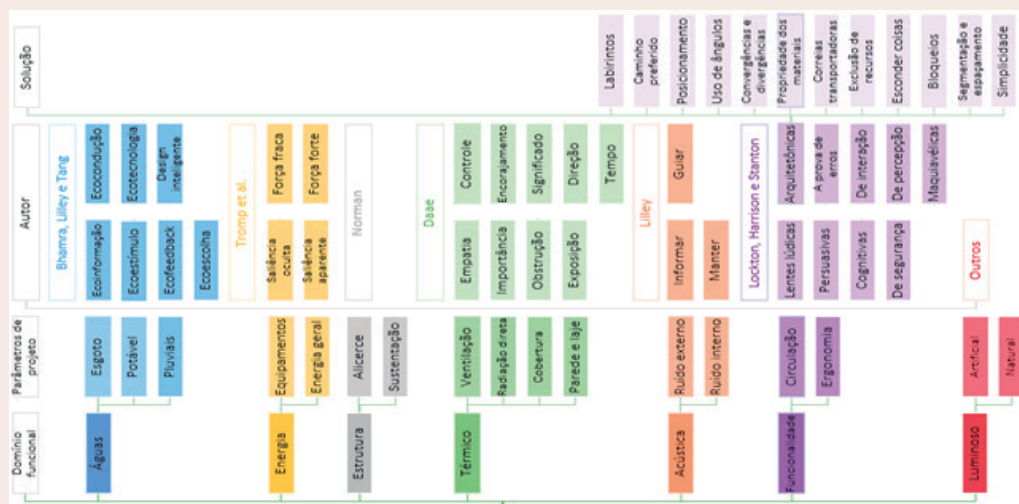 Domínio
funcional
Parâmetros de
projeto
Autor
Solução
Águas
Esgoto
Potável
Pluviais
Bhamra, Lilley e Tang
Ecoinformação
Ecocondução
Ecoestímulo
Ecotecnologia
Ecofeedback
Design
inteligente
Ecoescolha
Energia
Equipamentos
Energia geral
Tromp et al.
Saliência
oculta
Força fraca
Saliência
aparente
Força forte
Estrutura
Alicerce
Sustentação
Norman
Térmico
Ventilação
Radiação direta
Cobertura
Parede e laje
Daae
Empatia
Controle
Importância
Encorajamento
Obstrução
Significado
Exposição
Direção
Tempo
Acústica
Ruído externo
Ruído interno
Lilley
Informar
Guiar
Manter
Funcionalidade
Circulação
Ergonomia
Lockton, Harrison e Stanton
Lentes lúdicas
Arquitetônicas
Persuasivas
A prova de
erros
Cognitivas
De interação
De segurança
De percepção
Maquiavélicas
Labirintos
Caminho
preferido
Posicionamento
Uso de ângulos
Convergências e
divergências
Propriedade dos
materiais
Correias
transportadoras
Exclusão de
recursos
Esconder coisas
Bloqueios
Segmentação e
espaçamento
Simplicidade
Luminoso
Artificial
Natural
Outros